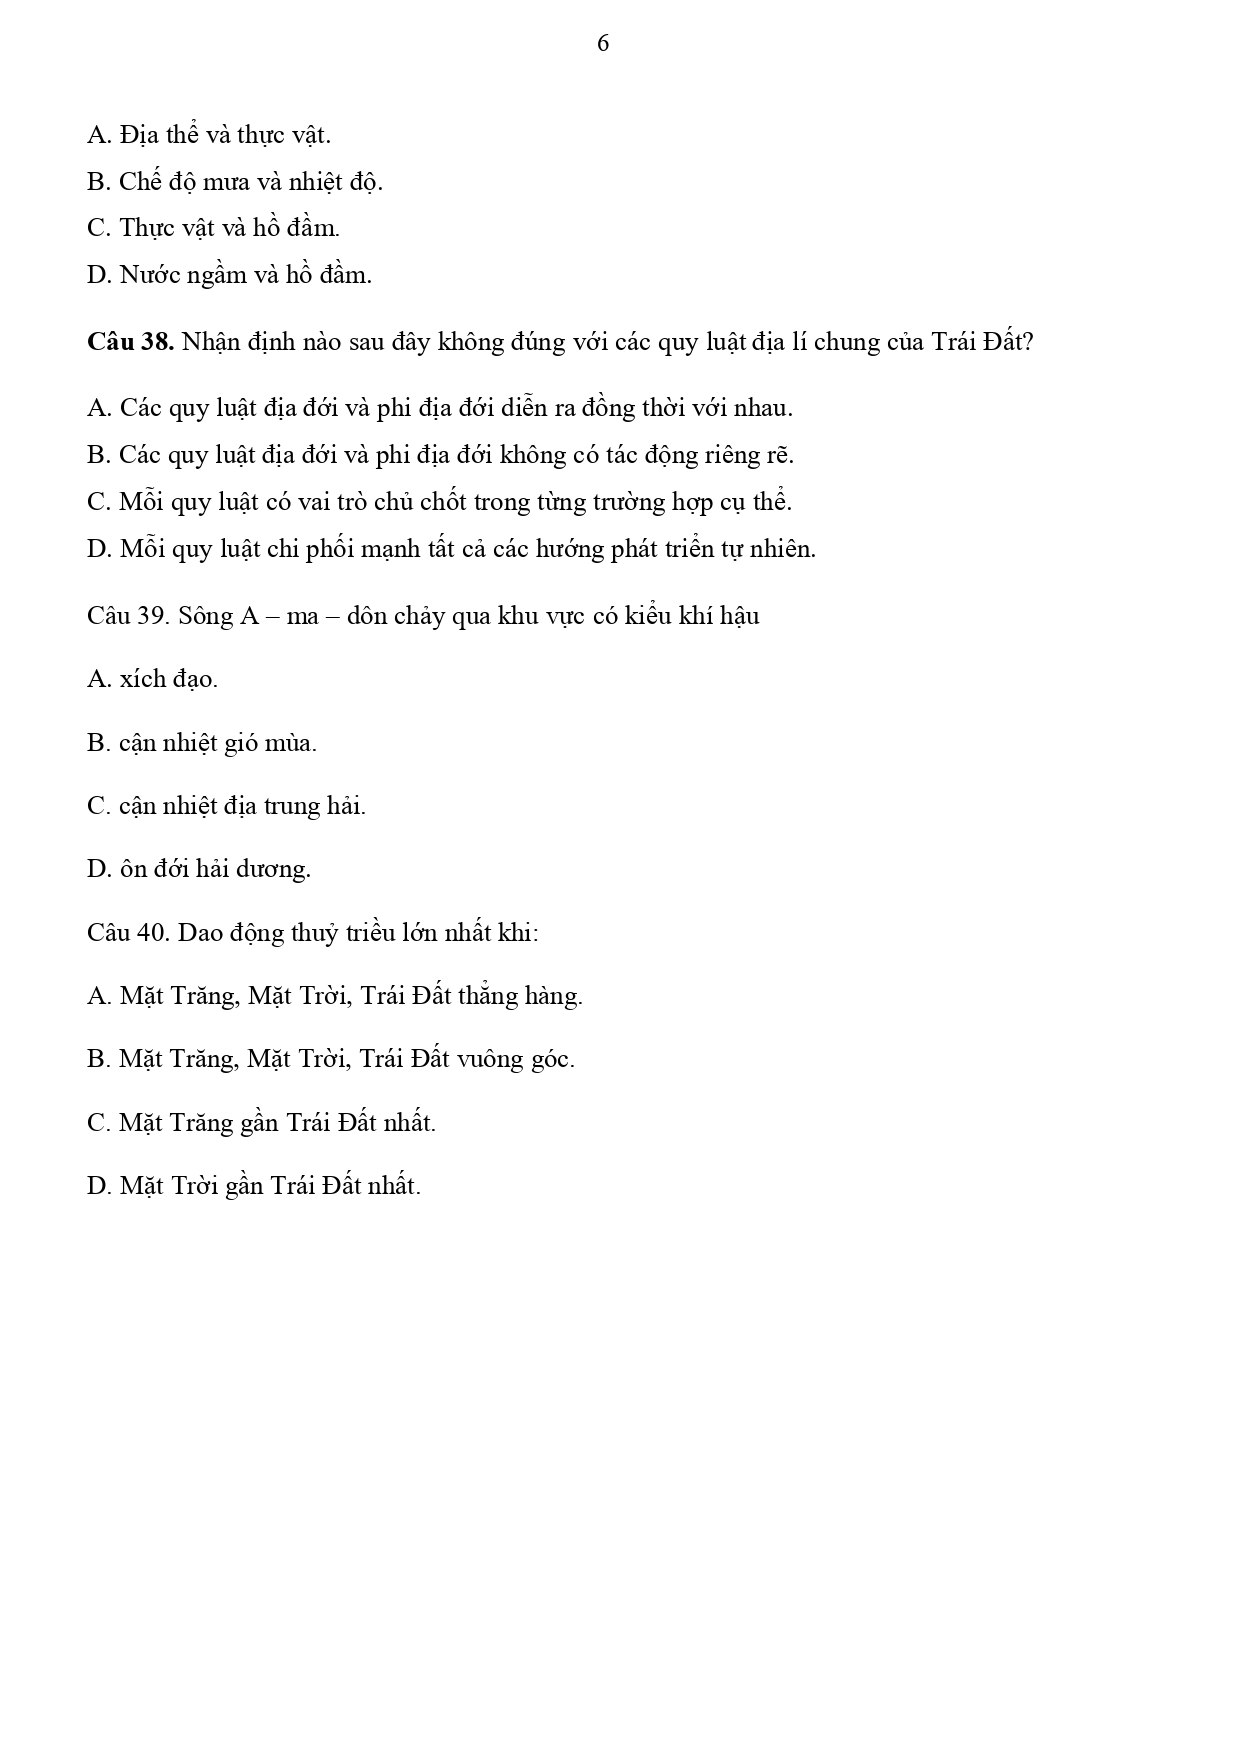 6
A. Địa thể và thực vật.
B. Chế độ mưa và nhiệt độ.
C. Thực vật và hồ đầm.
D. Nước ngầm và hồ đầm.
Câu 38. Nhận định nào sau đây không đúng với các quy luật địa lí chung của Trái Đất?
A. Các quy luật địa đới và phi địa đới diễn ra đồng thời với nhau.
B. Các quy luật địa đới và phi địa đới không có tác động riêng rẽ.
C. Mỗi quy luật có vai trò chủ chốt trong từng trường hợp cụ thể.
D. Mỗi quy luật chi phối mạnh tất cả các hướng phát triển tự nhiên.
Câu 39. Sông A – ma – dôn chảy qua khu vực có kiểu khí hậu
A. xích đạo.
B. cận nhiệt gió mùa.
C. cận nhiệt địa trung hải.
D. ôn đới hải dương.
Câu 40. Dao động thuỷ triều lớn nhất khi:
A. Mặt Trăng, Mặt Trời, Trái Đất thẳng hàng.
B. Mặt Trăng, Mặt Trời, Trái Đất vuông góc.
C. Mặt Trăng gần Trái Đất nhất.
D. Mặt Trời gần Trái Đất nhất.